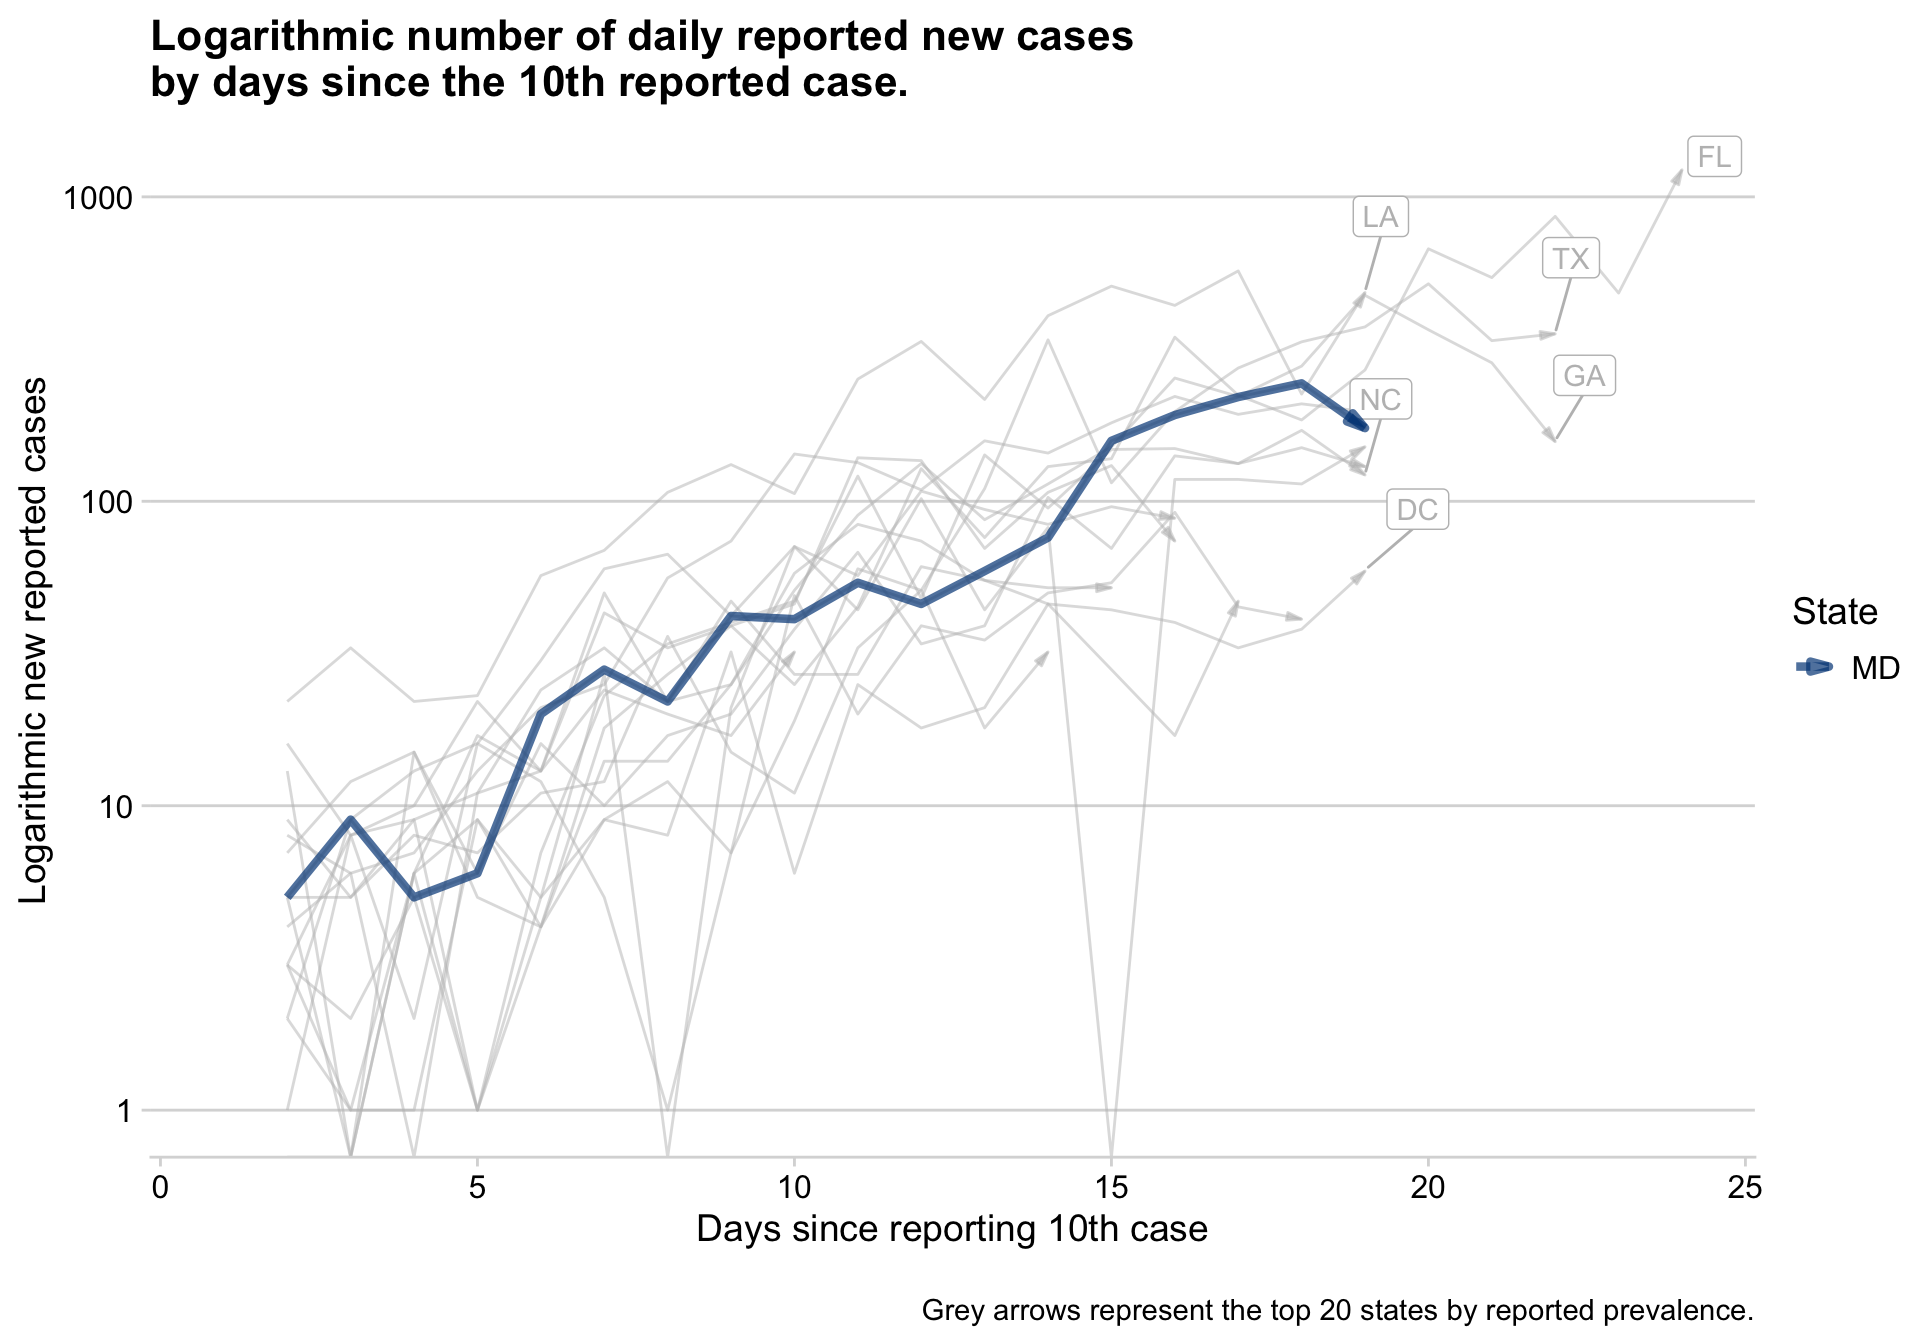 Logarithmic number of daily reported new cases
by days since the 10th reported case.
Logarithmic new reported cases
1000
100
10
1
FL
LA
TX
GA
NC
DC
State
MD
0 5 10 15 20 25
Days since reporting 10th case
Grey arrows represent the top 20 states by reported prevalence.